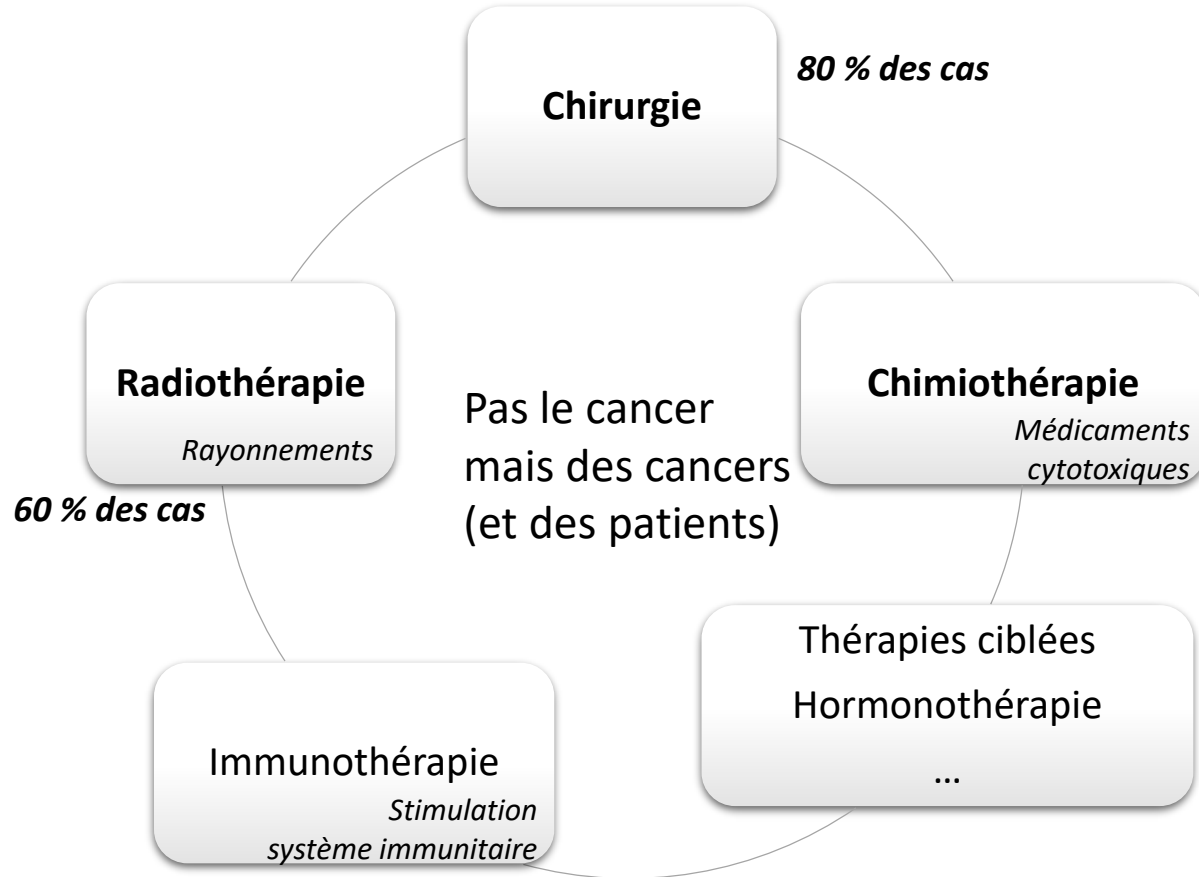 Chirurgie
80 % des cas
Radiothérapie
Rayonnements
60 % des cas
Pas le cancer
mais des cancers
(et des patients)
Chimiothérapie
Médicaments
cytotoxiques
Thérapies ciblées
Hormonothérapie
...
Immunothérapie
Stimulation
système immunitaire